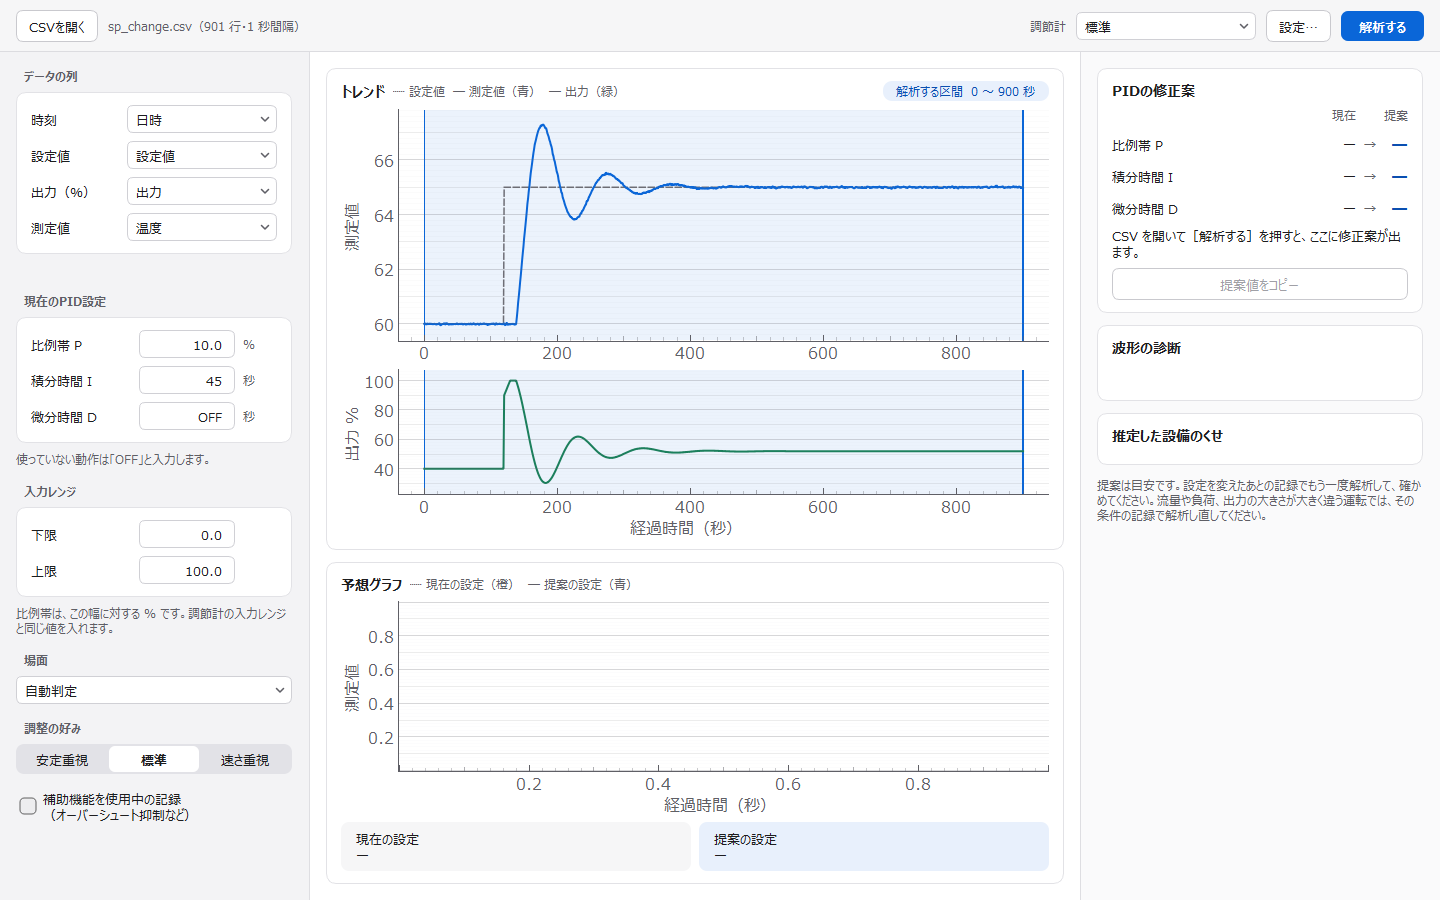 CSVを開く
sp_change.csv（901 行・1 秒間隔）
調節計
標準
設定…
解析する
データの列
時刻
日時
設定値
設定値
出力（%）
出力
測定値
温度
現在のPID設定
比例帯 P
10.0
%
積分時間 I
45
秒
微分時間 D
OFF
秒
使っていない動作は「OFF」と入力します。
入力レンジ
下限
0.0
上限
100.0
比例帯は、この幅に対する % です。調節計の入力レンジ
と同じ値を入れます。
場面
自動判定
調整の好み
安定重視
標準
速さ重視
補助機能を使用中の記録
（オーバーシュート抑制など）
トレンド
設定値
測定値（青）
出力（緑）
解析する区間 0 ～ 900 秒
測定値
66
64
62
60
0
200
400
600
800
出力 %
100
80
60
40
0
200
400
600
800
経過時間（秒）
予想グラフ
現在の設定（橙）
提案の設定（青）
測定値
0.8
0.6
0.4
0.2
0.2
0.4
0.6
0.8
経過時間（秒）
現在の設定
—
提案の設定
—
PIDの修正案
現在
提案
比例帯 P
— → —
積分時間 I
— → —
微分時間 D
— → —
CSV を開いて［解析する］を押すと、ここに修正案が出
ます。
提案値をコピー
波形の診断
推定した設備のくせ
提案は目安です。設定を変えたあとの記録でもう一度解析して、確か
めてください。流量や負荷、出力の大きさが大きく違う運転では、その
条件の記録で解析し直してください。